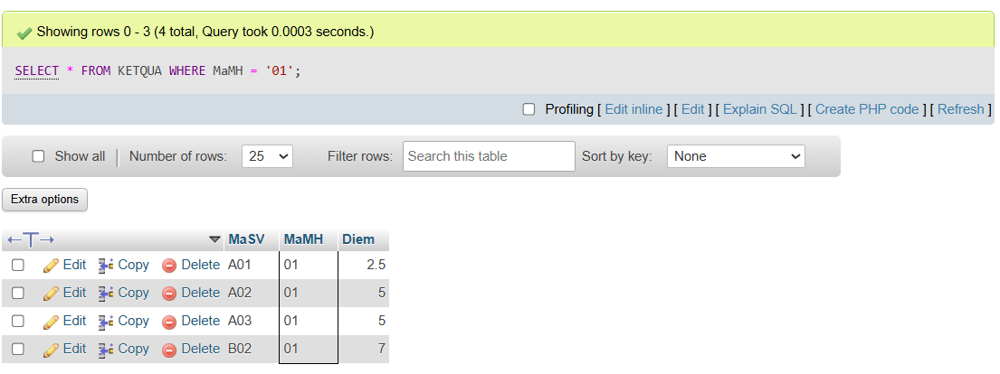 Showing rows 0 - 3 (4 total, Query took 0.0003 seconds.)
SELECT * FROM KETQUA WHERE MaMH = '01';
Profiling [ Edit inline ] [ Edit ] [ Explain SQL ] [ Create PHP code ] [ Refresh ]
Show all Number of rows: 25 Filter rows: Search this table Sort by key: None
Extra options
MaSV MaMH Diem
Edit Copy Delete A01 01 2.5
Edit Copy Delete A02 01 5
Edit Copy Delete A03 01 5
Edit Copy Delete B02 01 7